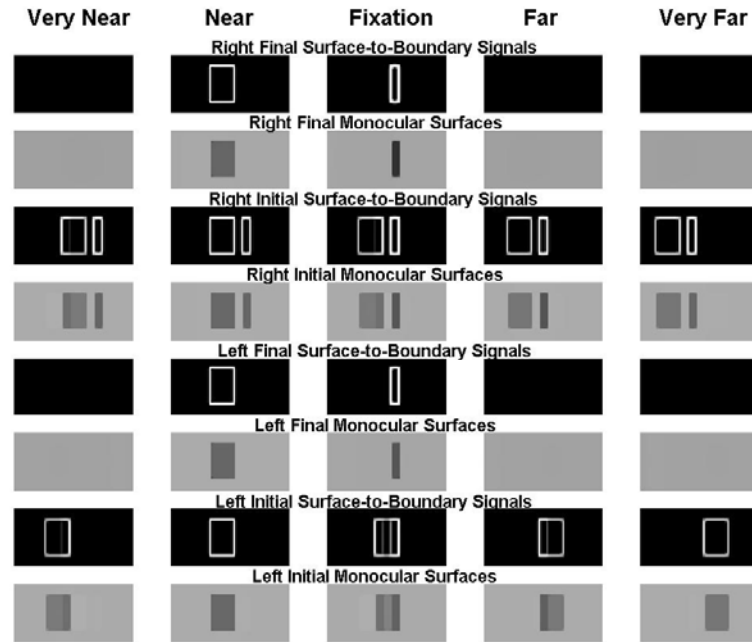 Very Near Near Fixation Far Very Far
Right Final Surface-to-Boundary Signals
Right Final Monocular Surfaces
Right Initial Surface-to-Boundary Signals
Right Initial Monocular Surfaces
Left Final Surface-to-Boundary Signals
Left Final Monocular Surfaces
Left Initial Surface-to-Boundary Signals
Left Initial Monocular Surfaces